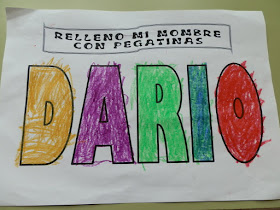 RELLENO MI NOMBRE
CON PEGATINAS
DARIO